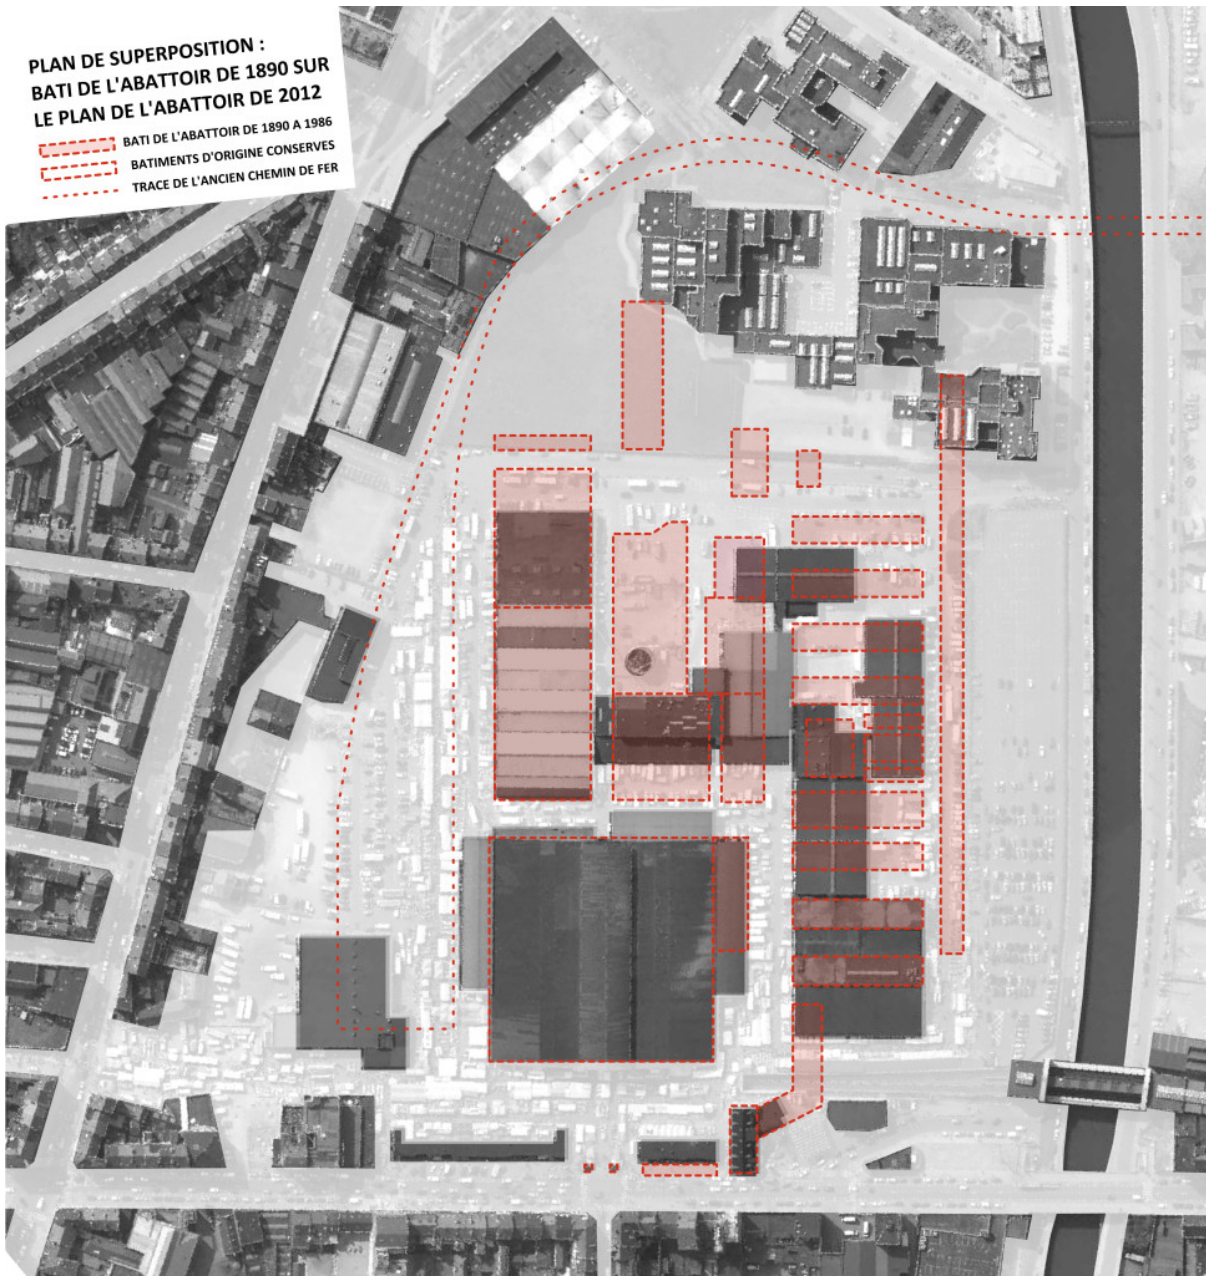 PLAN DE SUPERPOSITION :
BATI DE L'ABATTOIR DE 1890 SUR
LE PLAN DE L'ABATTOIR DE 2012
BATI DE L'ABATTOIR DE 1890 A 1986
BATIMENTS D'ORIGINE CONSERVES
TRACE DE L'ANCIEN CHEMIN DE FER